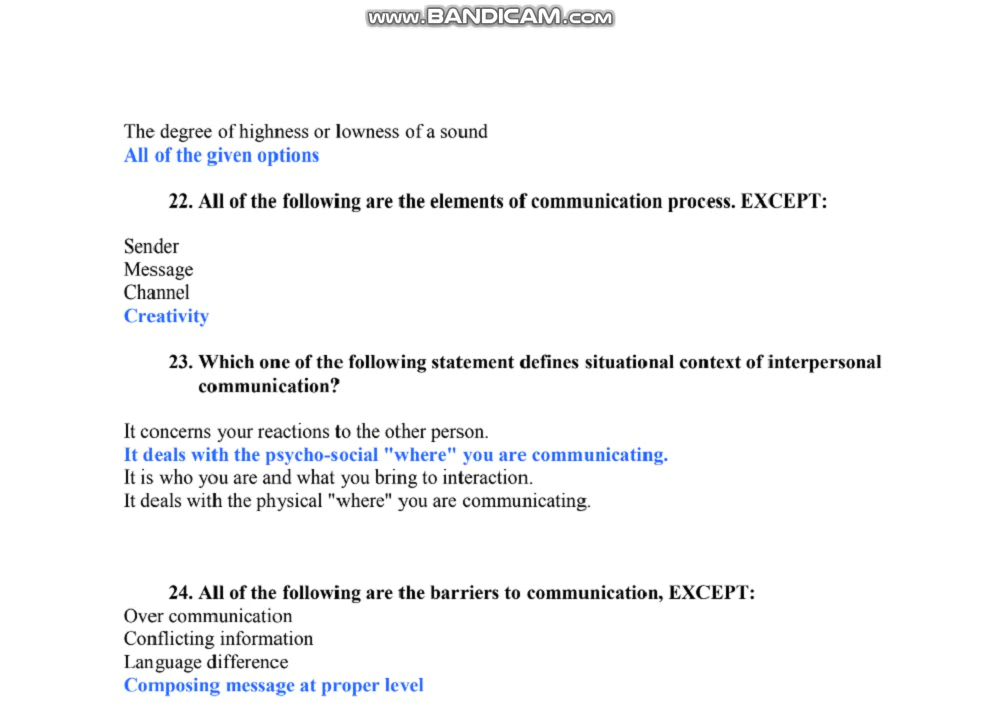 www.BANDICAM.com
The degree of highness or lowness of a sound
All of the given options
22. All of the following are the elements of communication process. EXCEPT:
Sender
Message
Channel
Creativity
23. Which one of the following statement defines situational context of interpersonal
communication?
It concerns your reactions to the other person.
It deals with the psycho-social "where" you are communicating.
It is who you are and what you bring to interaction.
It deals with the physical "where" you are communicating.
24. All of the following are the barriers to communication, EXCEPT:
Over communication
Conflicting information
Language difference
Composing message at proper level